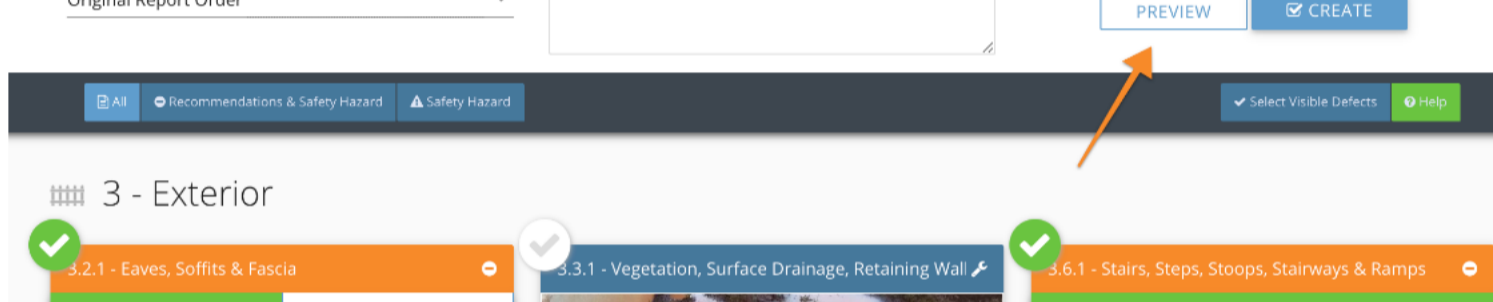 Original Report Order
PREVIEW
CREATE
All
Recommendations & Safety Hazard
Safety Hazard
Select Visible Defects
Help
3 - Exterior
3.2.1 - Eaves, Soffits & Fascia
3.3.1 - Vegetation, Surface Drainage, Retaining Wall
3.6.1 - Stairs, Steps, Stoops, Stairways & Ramps